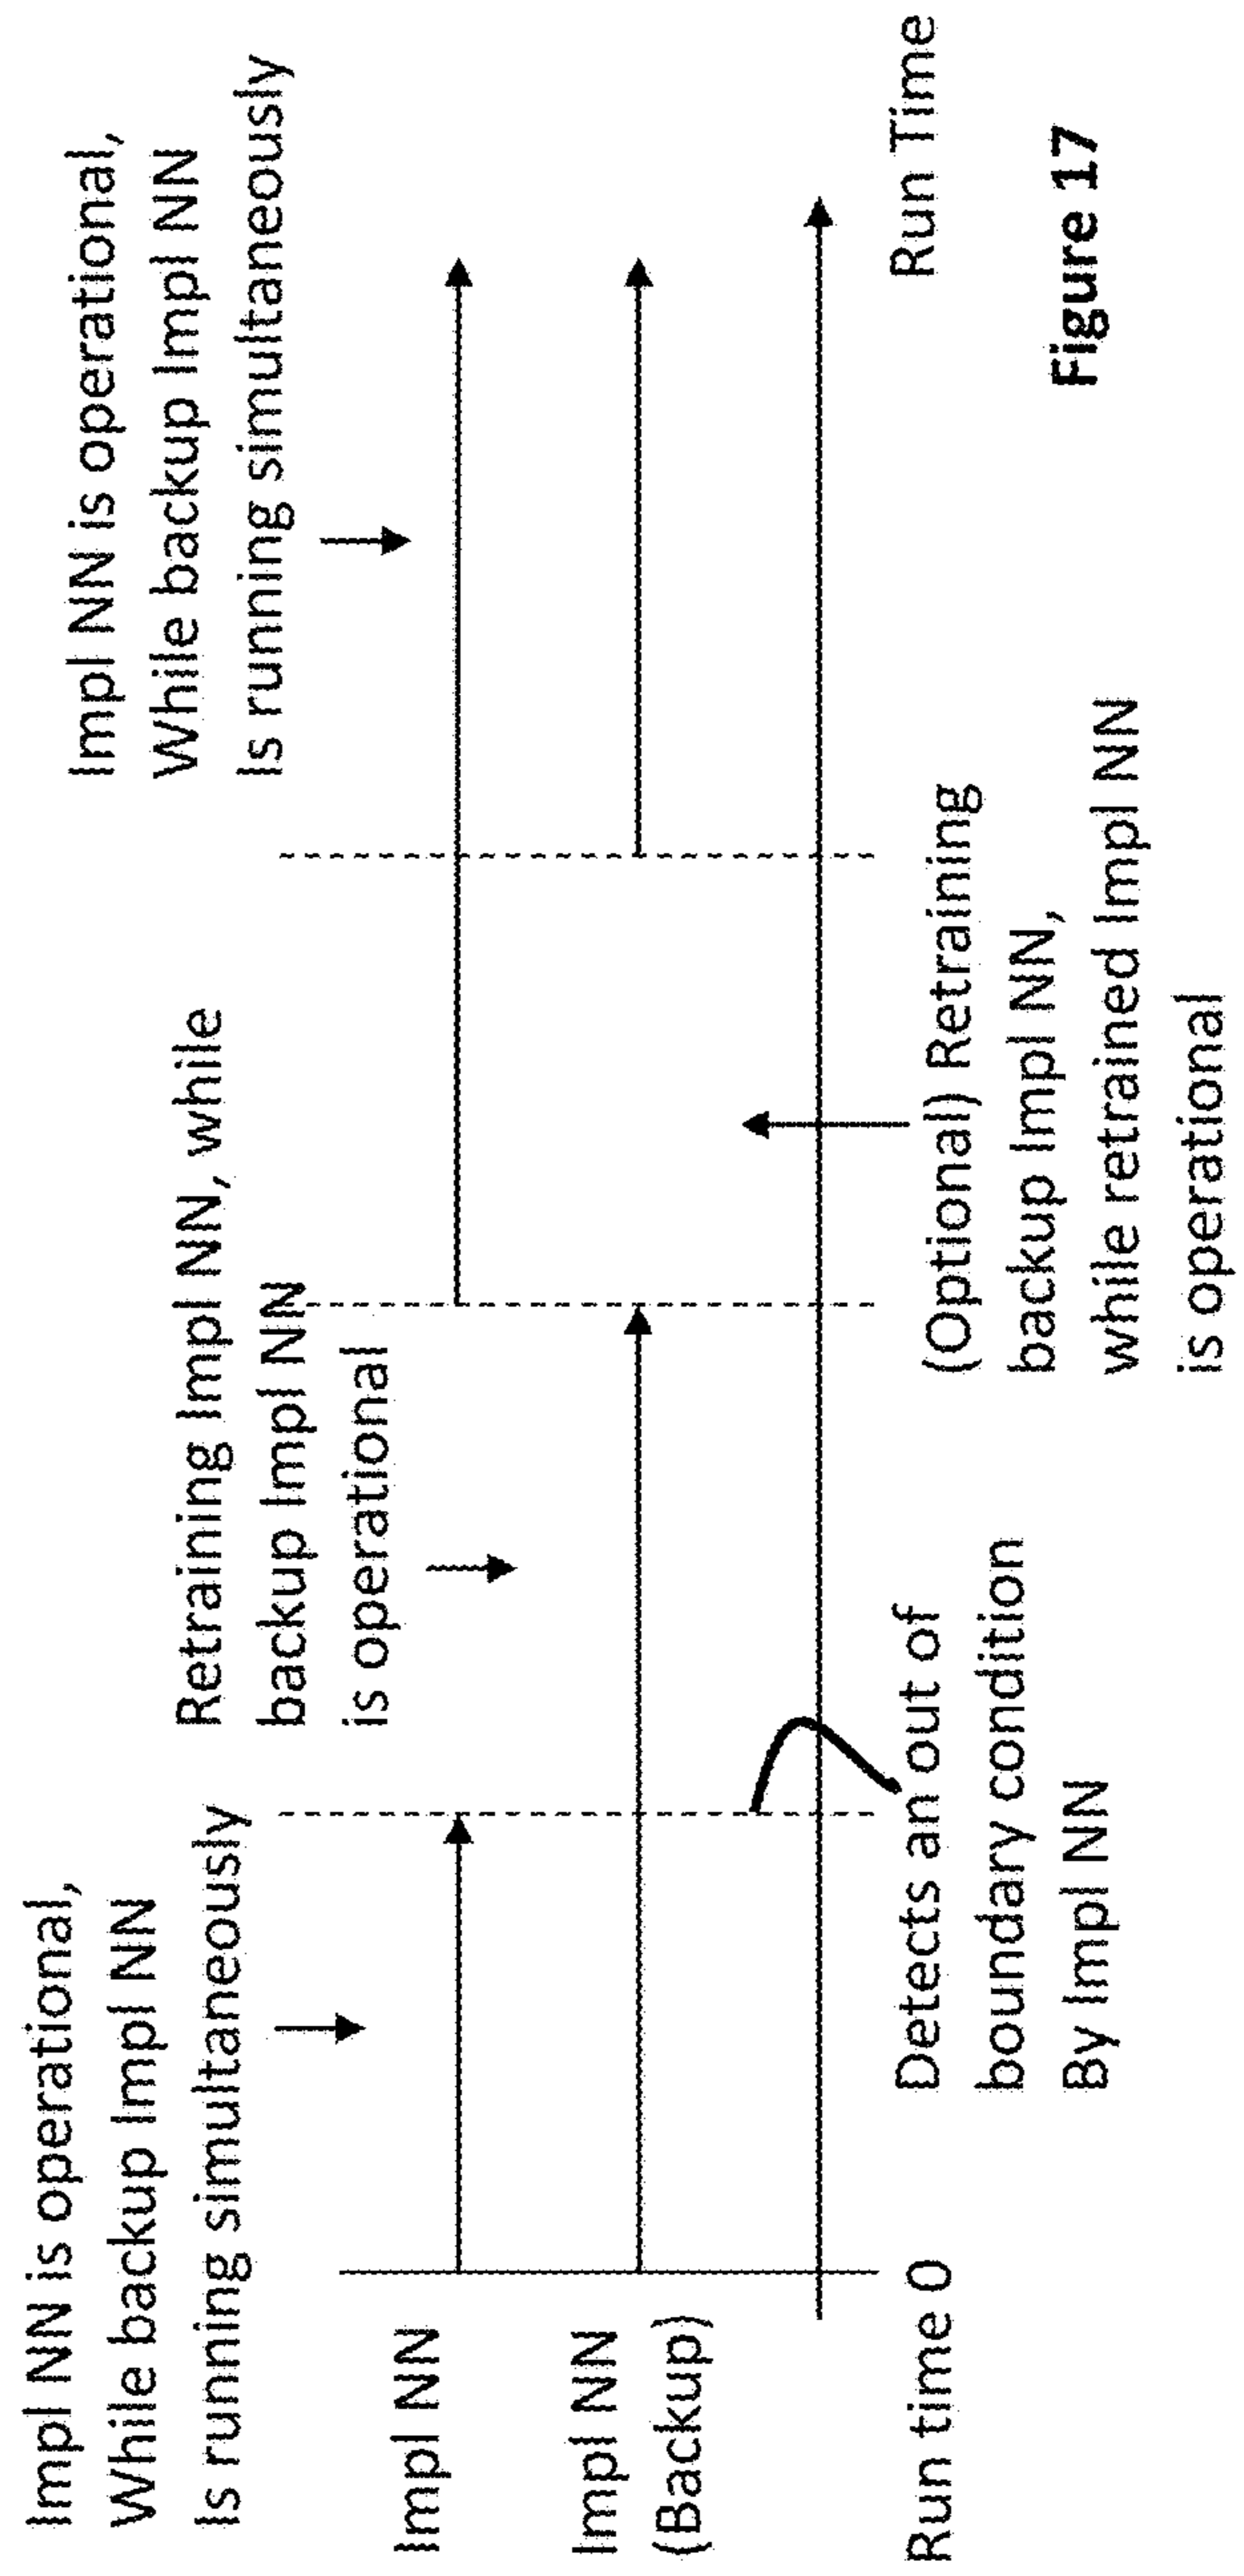 Impl NN is operational,
While backup Impl NN
Is running simultaneously
Retraining Impl NN, while
backup Impl NN
is operational
Impl NN is operational,
While backup Impl NN
Is running simultaneously
Impl NN
Impl NN
(Backup)
Run time 0
Detects an out of
boundary condition
By Impl NN
(Optional) Retraining
backup Impl NN,
while retrained Impl NN
is operational
Run Time
Figure 17